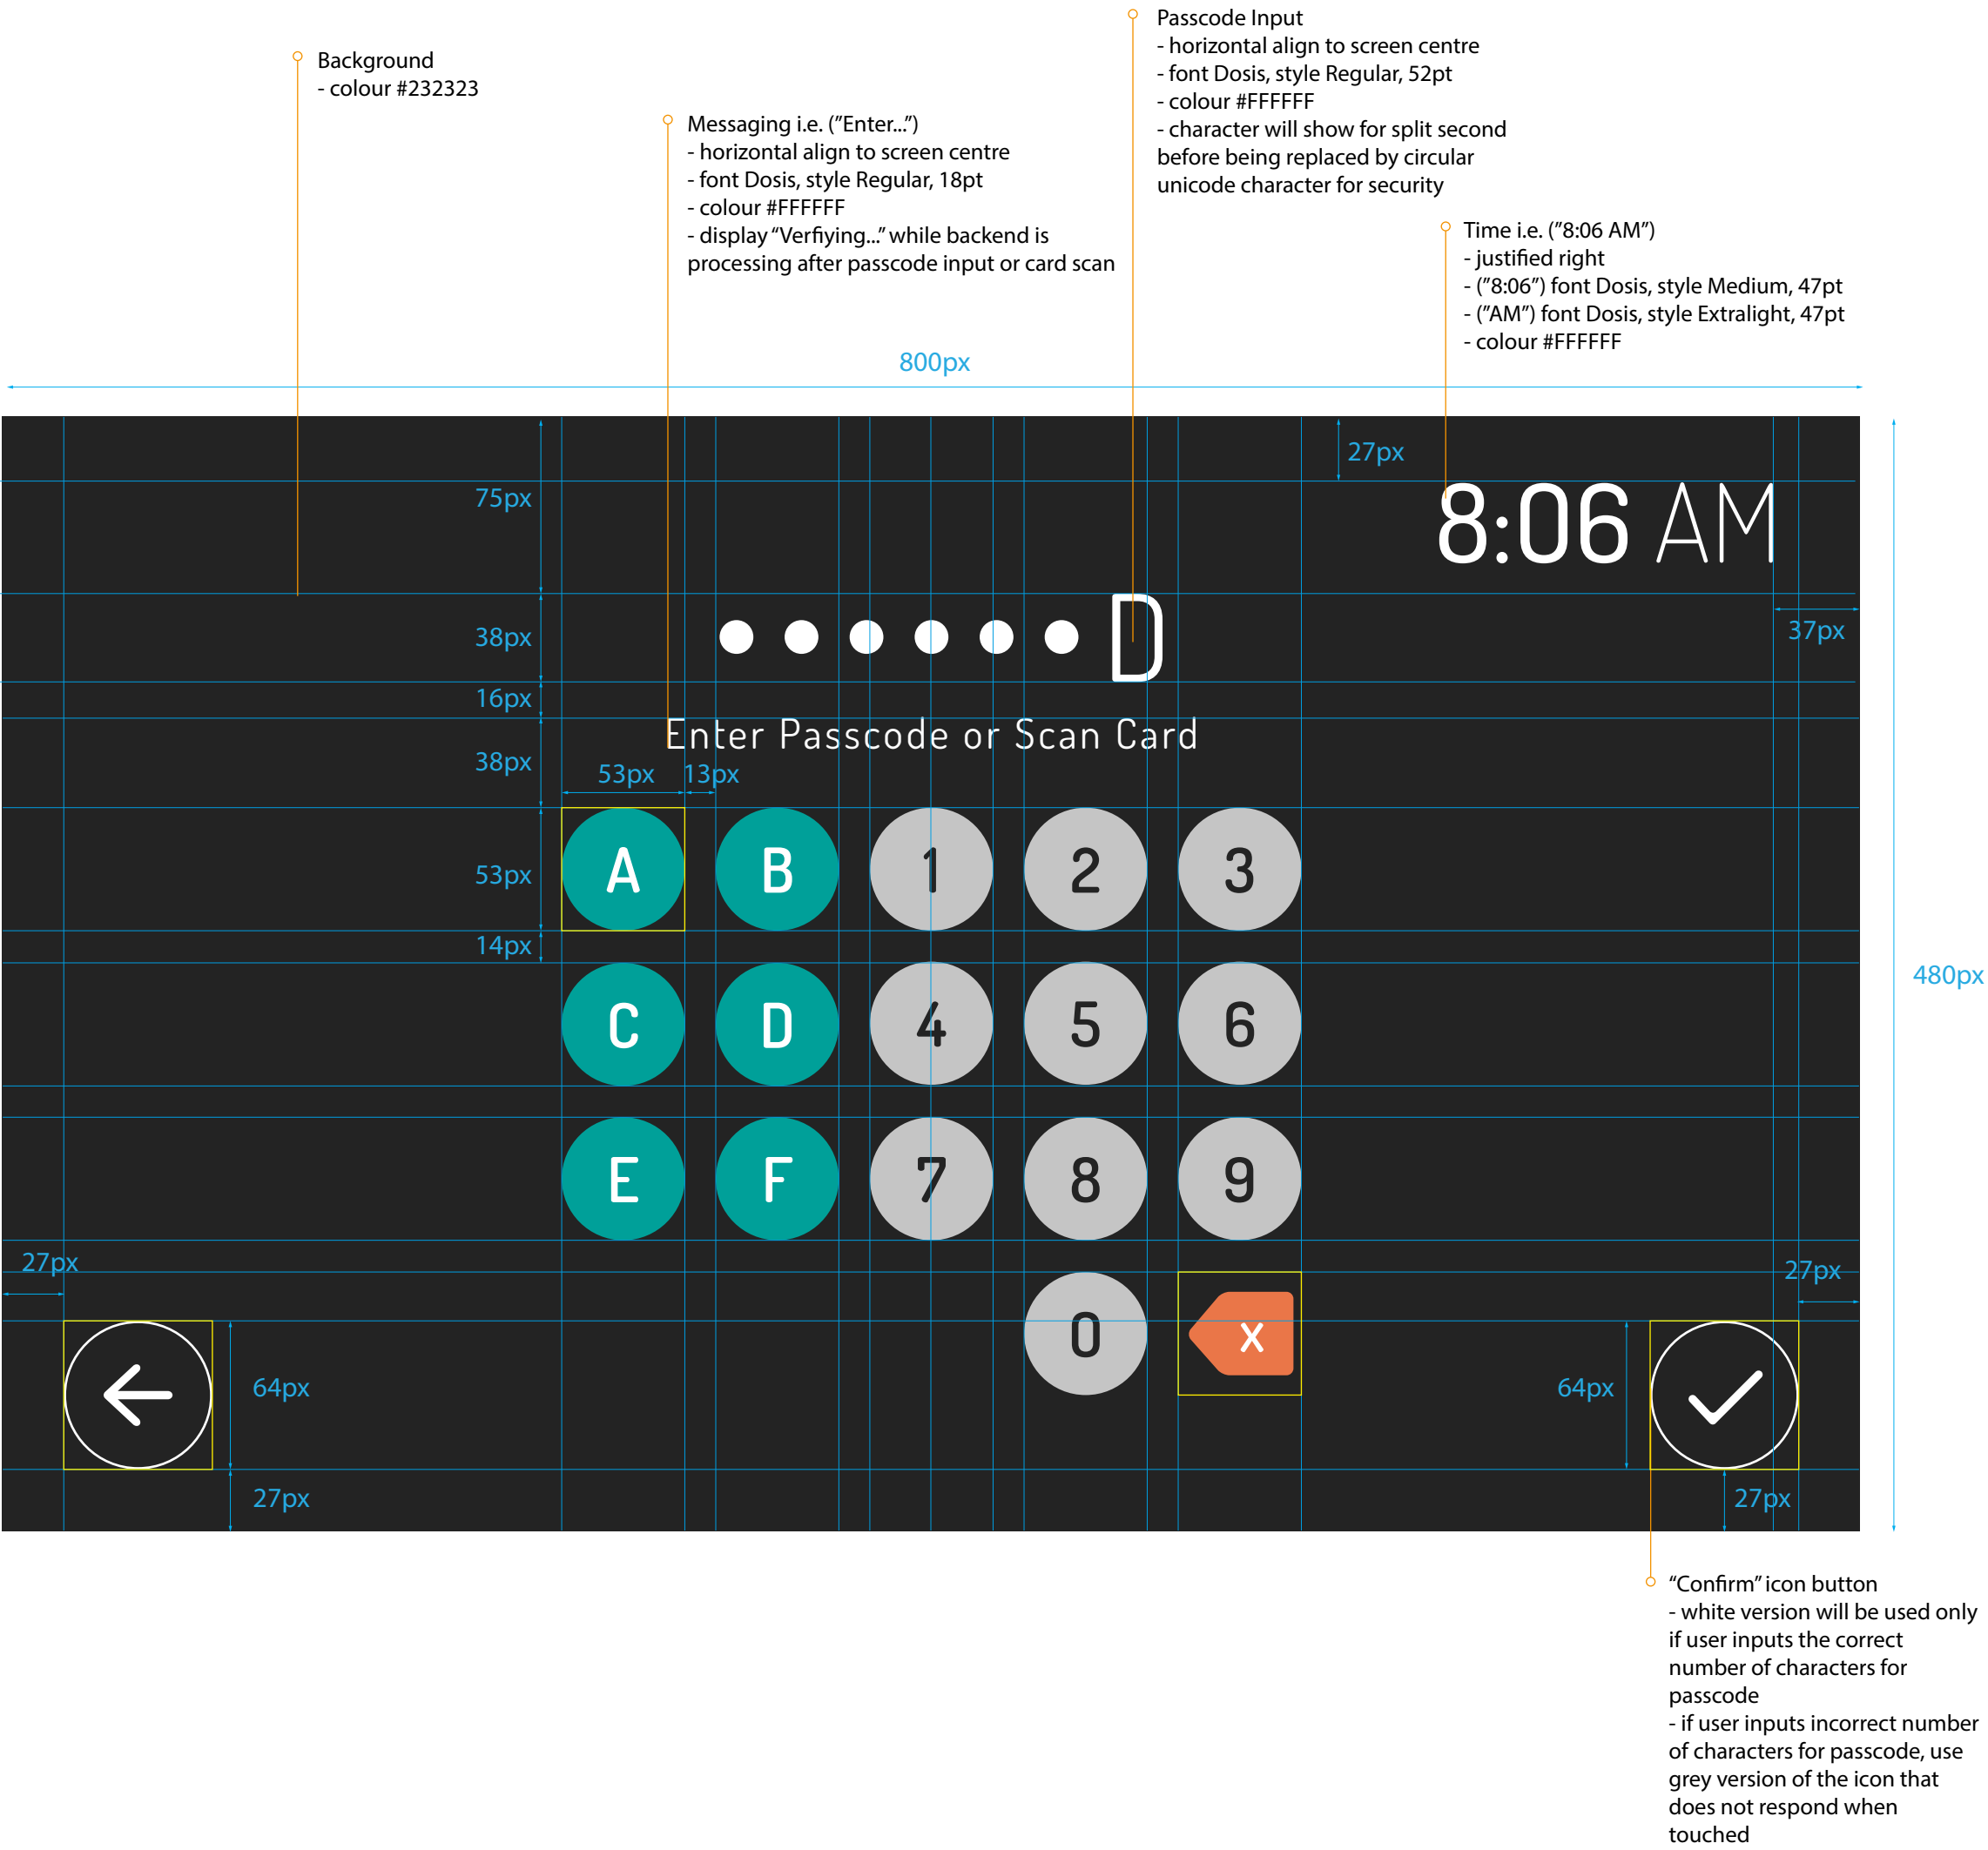 Background
- colour #232323
Messaging i.e. ("Enter...")
- horizontal align to screen centre
- font Dosis, style Regular, 18pt
- colour #FFFFFF
- display “Verfiying...” while backend is
processing after passcode input or card scan
Passcode Input
- horizontal align to screen centre
- font Dosis, style Regular, 52pt
- colour #FFFFFF
- character will show for split second
before being replaced by circular
unicode character for security
Time i.e. ("8:06 AM")
- justified right
- ("8:06") font Dosis, style Medium, 47pt
- ("AM") font Dosis, style Extralight, 47pt
- colour #FFFFFF
800px
27px
75px
8:06 AM
38px
D
37px
16px
Enter Passcode or Scan Card
38px
53px 13px
53px
A B 1 2 3
14px
480px
C D 4 5 6
E F 7 8 9
27px
27px
0 x
64px
64px
27px
27px
“Confirm” icon button
- white version will be used only
if user inputs the correct
number of characters for
passcode
- if user inputs incorrect number
of characters for passcode, use
grey version of the icon that
does not respond when
touched